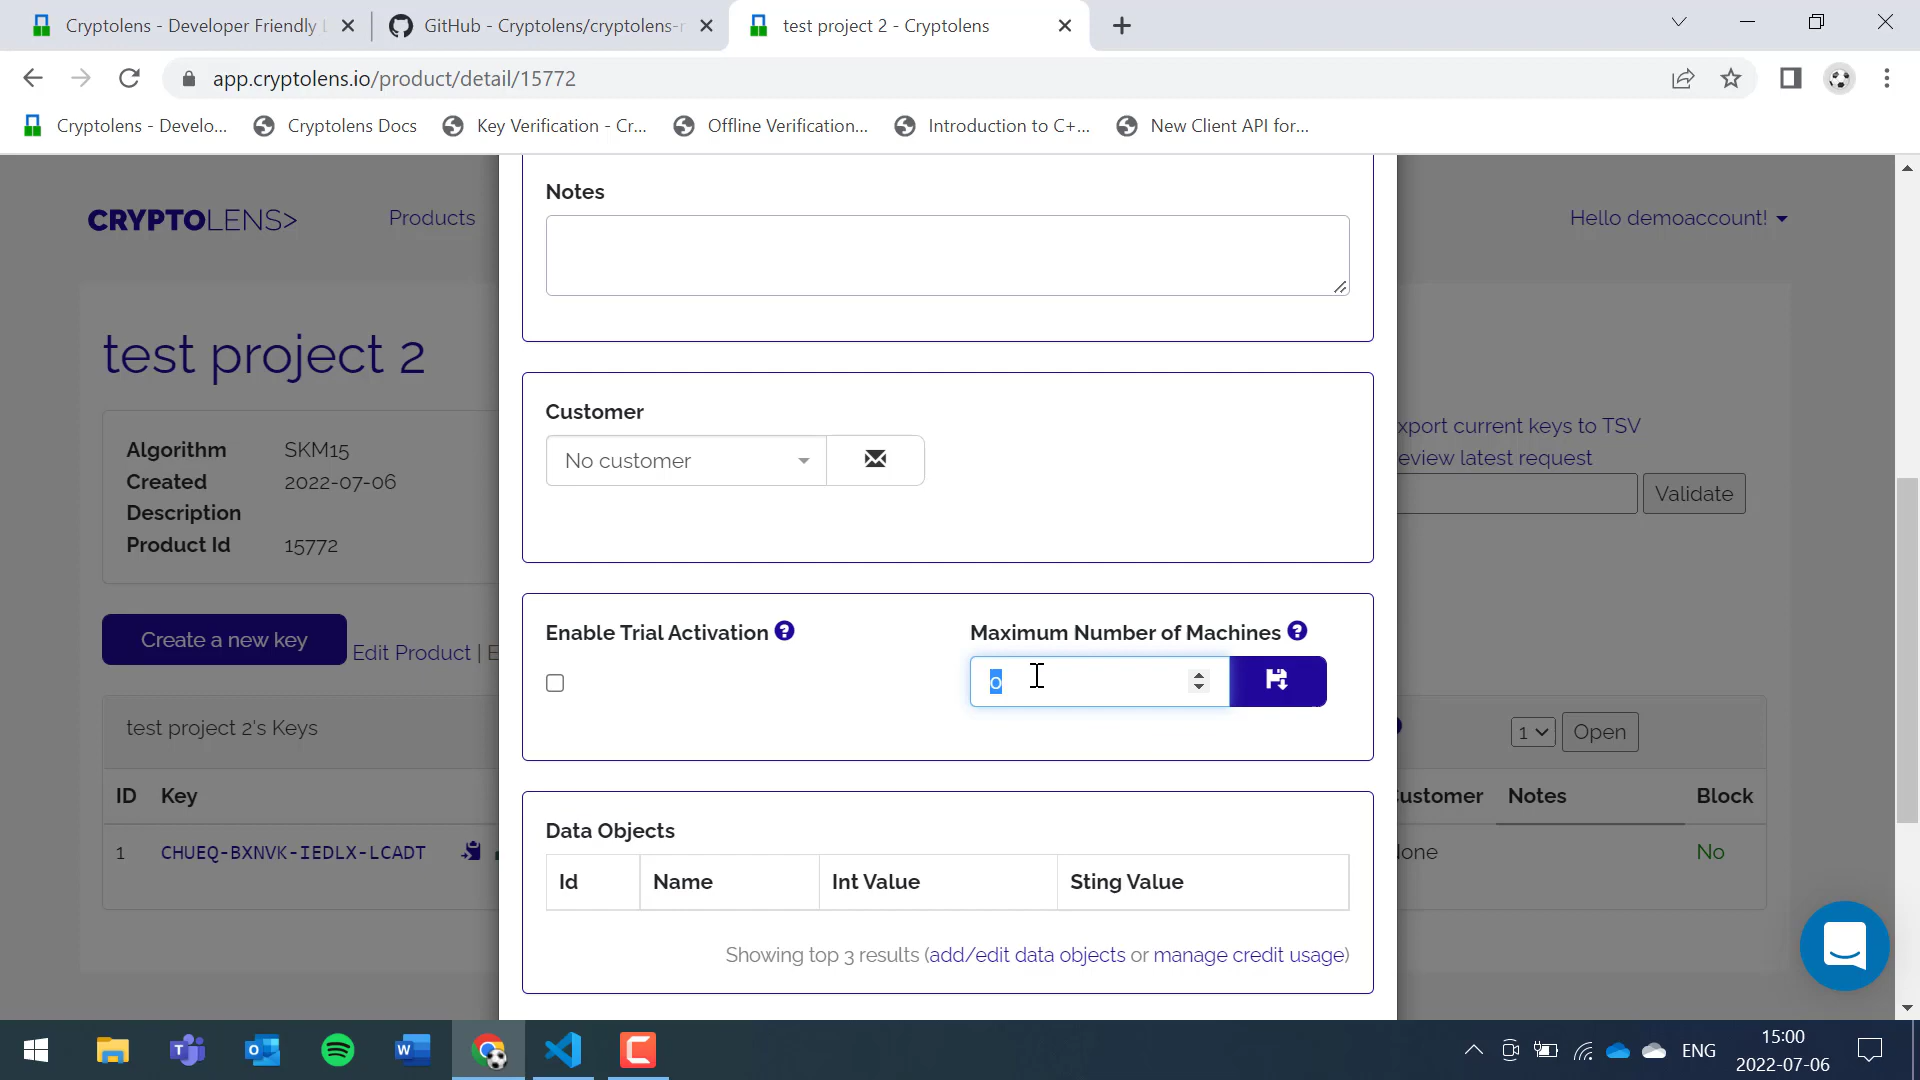 Cryptolens - Developer Friendly L
GitHub - Cryptolens/cryptolens-r
test project 2 - Cryptolens
app.cryptolens.io/product/detail/15772
Cryptolens - Develo...
Cryptolens Docs
Key Verification - Cr...
Offline Verification...
Introduction to C+...
New Client API for...
CRYPTOLENS>
Products
Hello demoaccount!
test project 2
Algorithm SKM15
Created 2022-07-06
Description
Product Id 15772
Create a new key
Edit Product | E
xport current keys to TSV
eview latest request
Validate
test project 2's Keys
1
Open
ID Key
ustomer Notes Block
1 CHUEQ-BXNVK-IEDLX-LCADT
None
No
Notes
Customer
No customer
Enable Trial Activation ?
Maximum Number of Machines ?
0
Data Objects
Id Name Int Value Sting Value
Showing top 3 results (add/edit data objects or manage credit usage)
ENG
15:00
2022-07-06